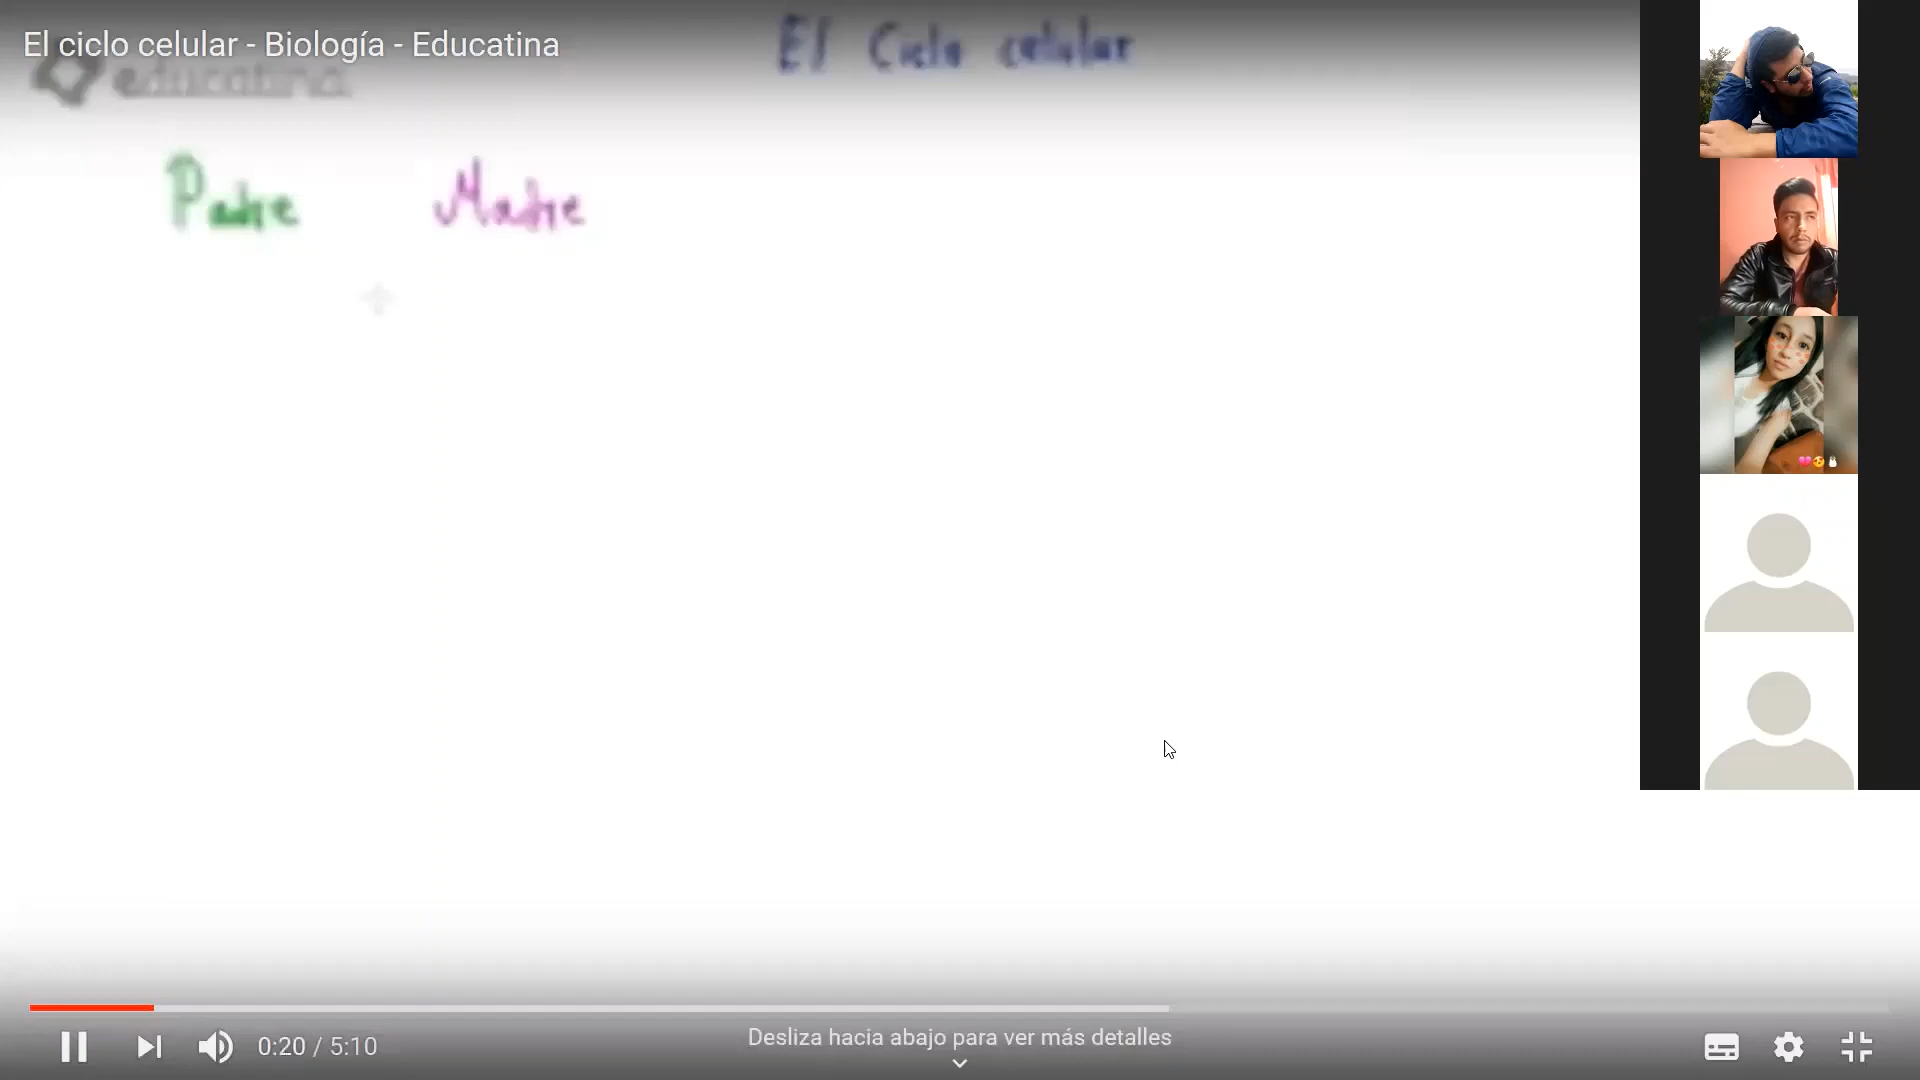 El ciclo celular - Biología - Educatina
El Ciclo celular
educatina
Padre Madre
0:20 / 5:10
Desliza hacia abajo para ver más detalles